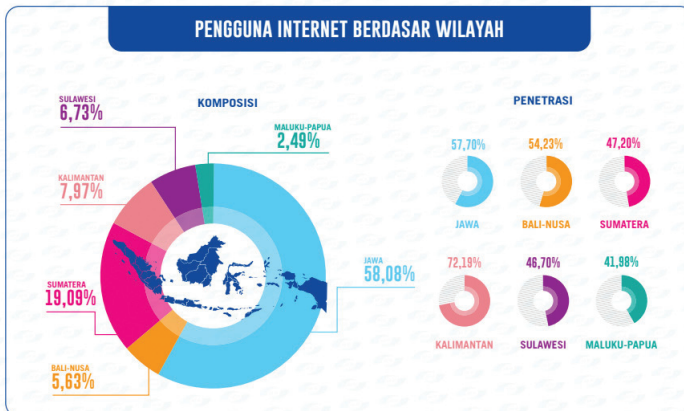 PENGGUNA INTERNET BERDASAR WILAYAH
KOMPOSISI
SULAWESI
6,73%
MALUKU-PAPUA
2,49%
KALIMANTAN
7,97%
SUMATERA
19,09%
BALI-NUSA
5,63%
JAWA
58,08%
PENETRASI
57,70%
JAWA
54,23%
BALI-NUSA
47,20%
SUMATERA
72,19%
KALIMANTAN
46,70%
SULAWESI
41,98%
MALUKU-PAPUA